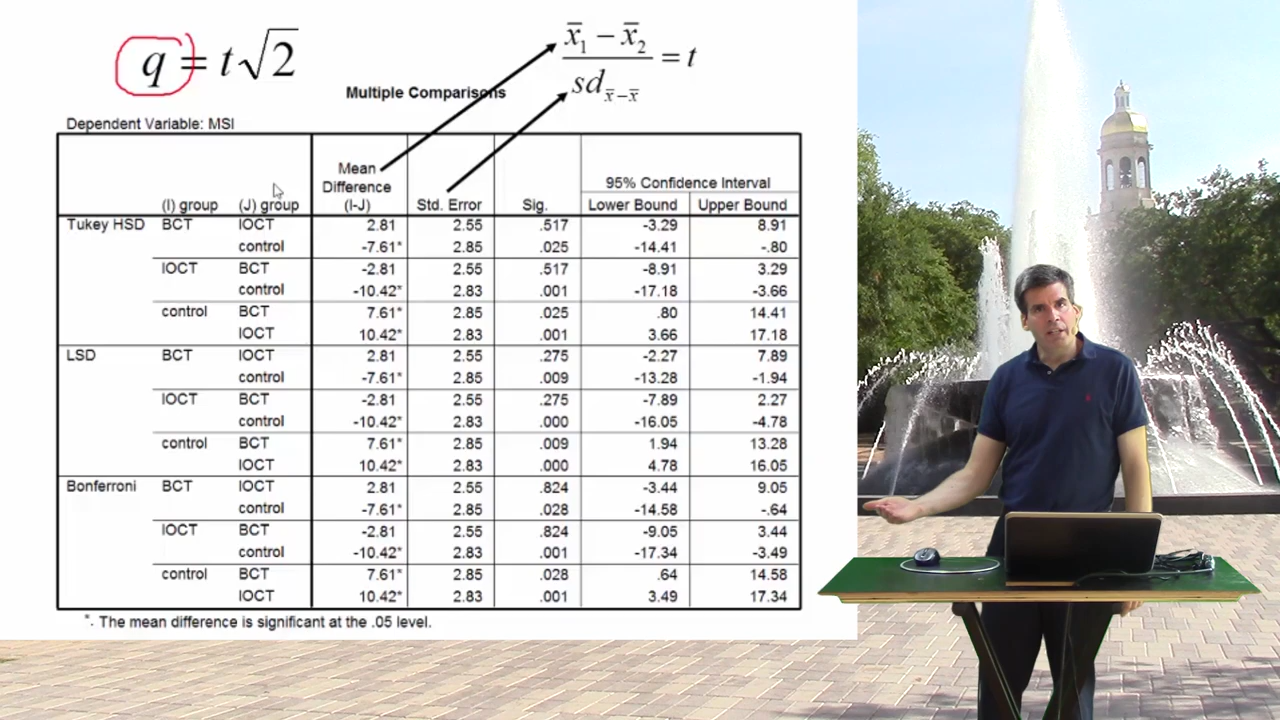 q = t√2
x̄₁ − x̄₂
= t
sd x̄−x̄
Multiple Comparisons
Dependent Variable: MSI
(I) group (J) group Mean Difference (I-J) Std. Error Sig. 95% Confidence Interval
Lower Bound Upper Bound
Tukey HSD BCT IOCT 2.81 2.55 .517 -3.29 8.91
control -7.61* 2.85 .025 -14.41 -.80
IOCT BCT -2.81 2.55 .517 -8.91 3.29
control -10.42* 2.83 .001 -17.18 -3.66
control BCT 7.61* 2.85 .025 .80 14.41
IOCT 10.42* 2.83 .001 3.66 17.18
LSD BCT IOCT 2.81 2.55 .275 -2.27 7.89
control -7.61* 2.85 .009 -13.28 -1.94
IOCT BCT -2.81 2.55 .275 -7.89 2.27
control -10.42* 2.83 .000 -16.05 -4.78
control BCT 7.61* 2.85 .009 1.94 13.28
IOCT 10.42* 2.83 .000 4.78 16.05
Bonferroni BCT IOCT 2.81 2.55 .824 -3.44 9.05
control -7.61* 2.85 .028 -14.58 -.64
IOCT BCT -2.81 2.55 .824 -9.05 3.44
control -10.42* 2.83 .001 -17.34 -3.49
control BCT 7.61* 2.85 .028 .64 14.58
IOCT 10.42* 2.83 .001 3.49 17.34
*. The mean difference is significant at the .05 level.